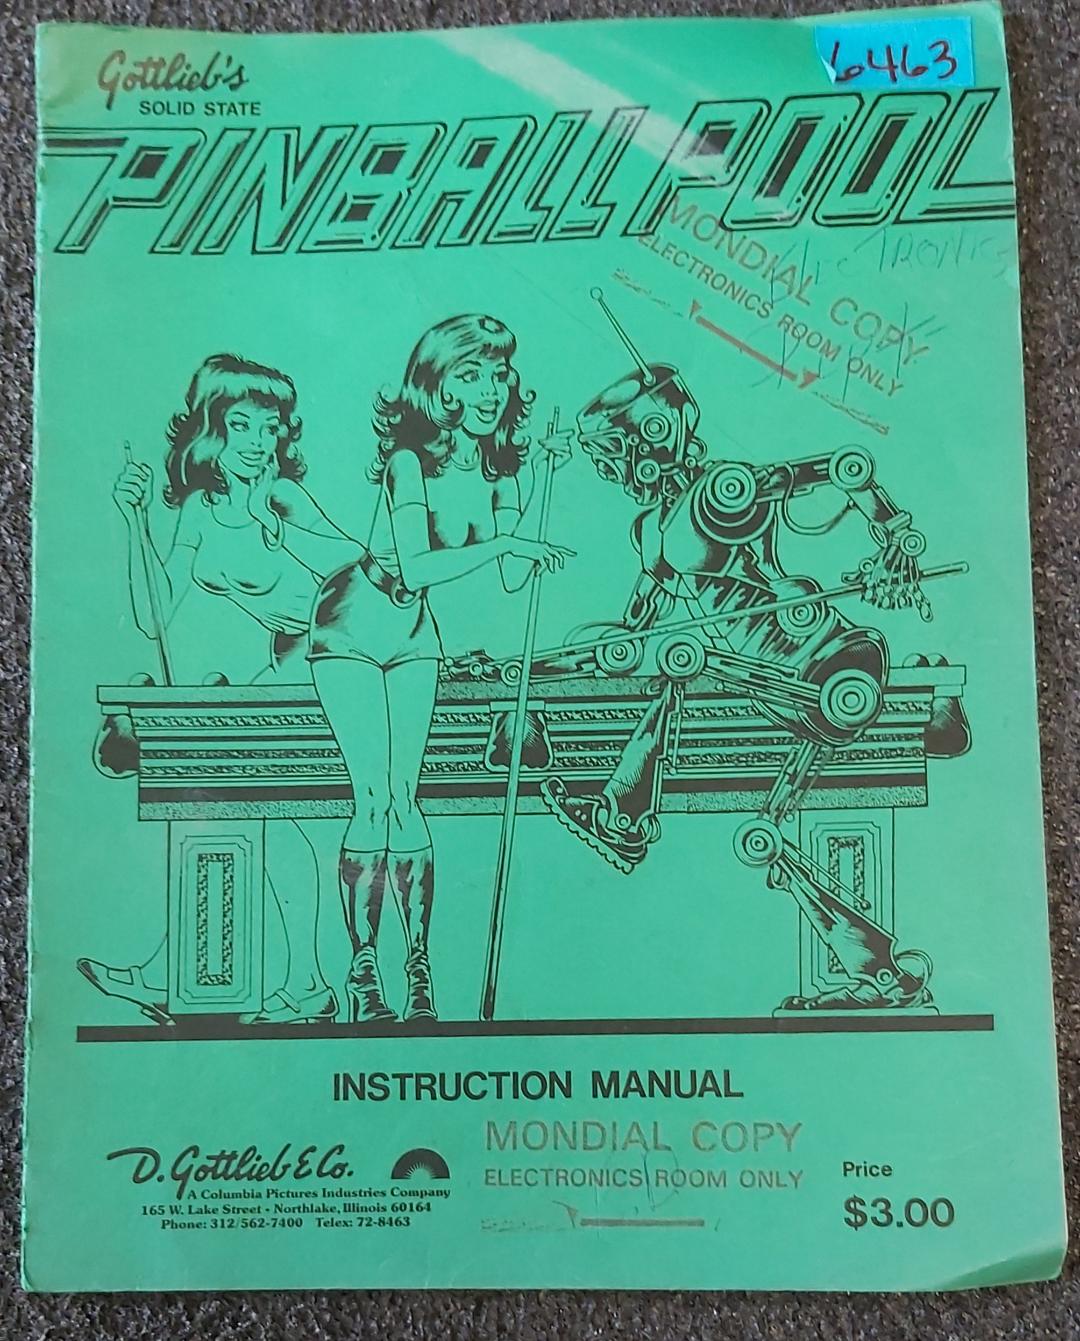 6463
Gottlieb's
SOLID STATE
PINBALL POOL
MONDIAL COPY
ELECTRONICS ROOM ONLY
INSTRUCTION MANUAL
MONDIAL COPY
ELECTRONICS ROOM ONLY
D. Gottlieb & Co.
A Columbia Pictures Industries Company
165 W. Lake Street • Northlake, Illinois 60164
Phone: 312/562-7400 Telex: 72-8463
Price
$3.00